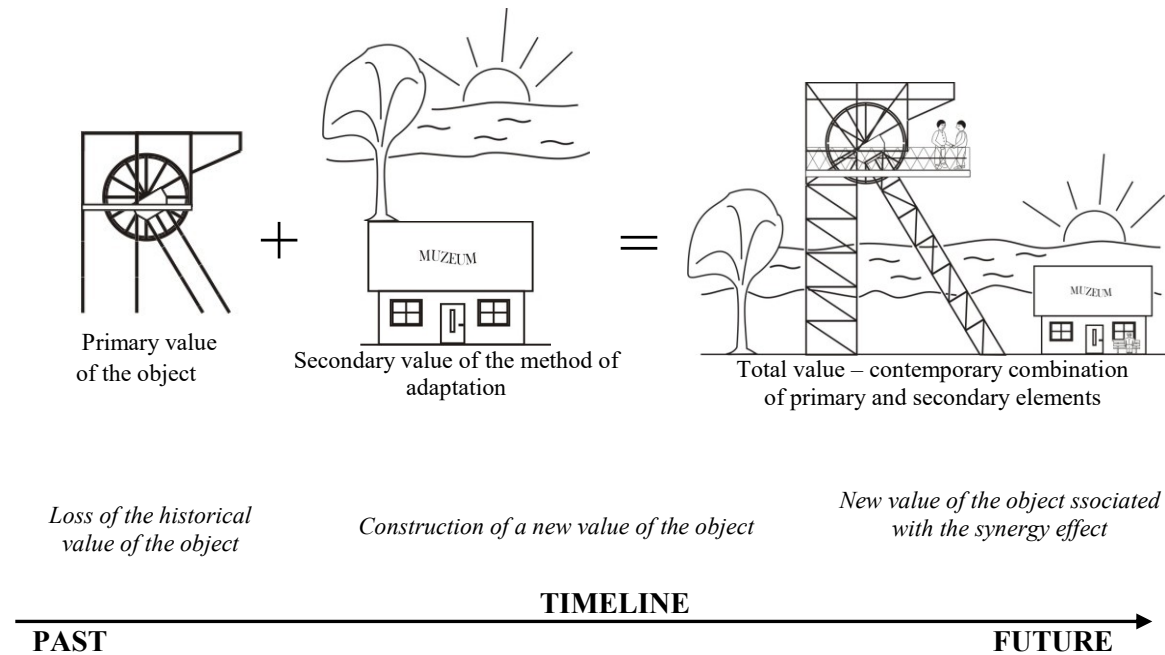 MUZEUM
+
=
MUZEUM
Primary value
of the object
Secondary value of the method of
adaptation
Total value – contemporary combination
of primary and secondary elements
Loss of the historical
value of the object
Construction of a new value of the object
New value of the object ssociated
with the synergy effect
TIMELINE
PAST
FUTURE